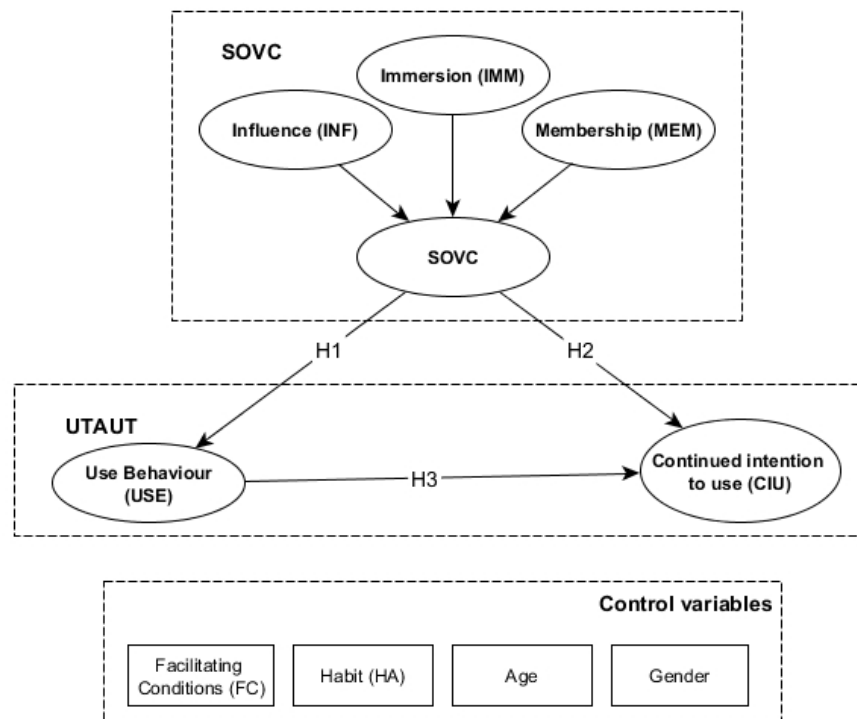 SOVC
Immersion (IMM)
Influence (INF)
Membership (MEM)
SOVC
H1
H2
UTAUT
Use Behaviour
(USE)
H3
Continued intention
to use (CIU)
Control variables
Facilitating
Conditions (FC)
Habit (HA)
Age
Gender